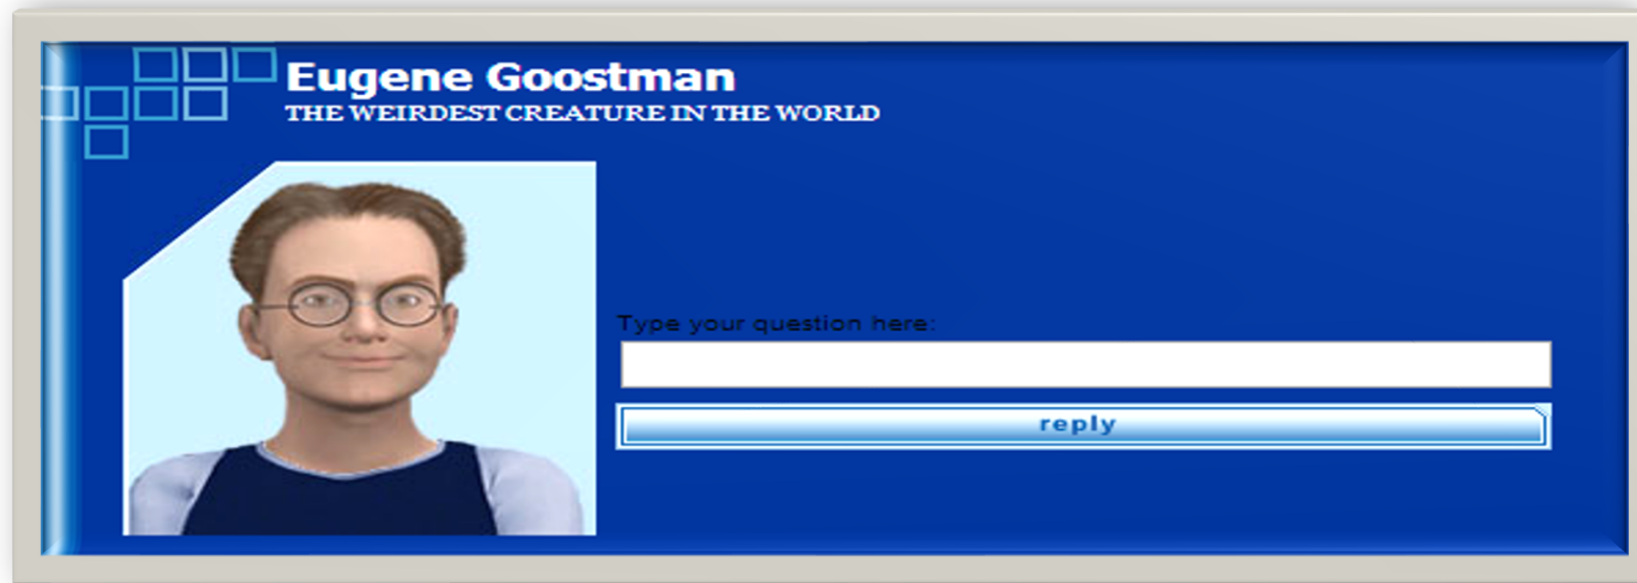 Eugene Goostman
THE WEIRDEST CREATURE IN THE WORLD
Type your question here:
reply